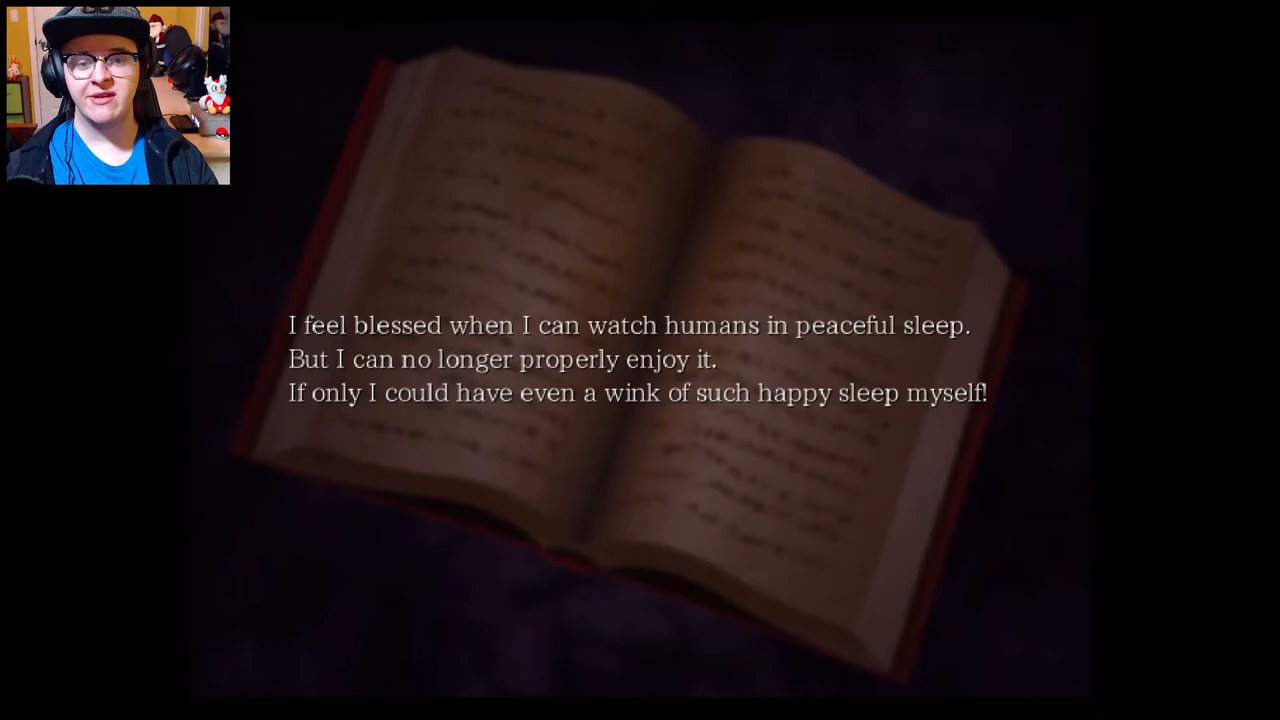 I feel blessed when I can watch humans in peaceful sleep.
But I can no longer properly enjoy it.
If only I could have even a wink of such happy sleep myself!